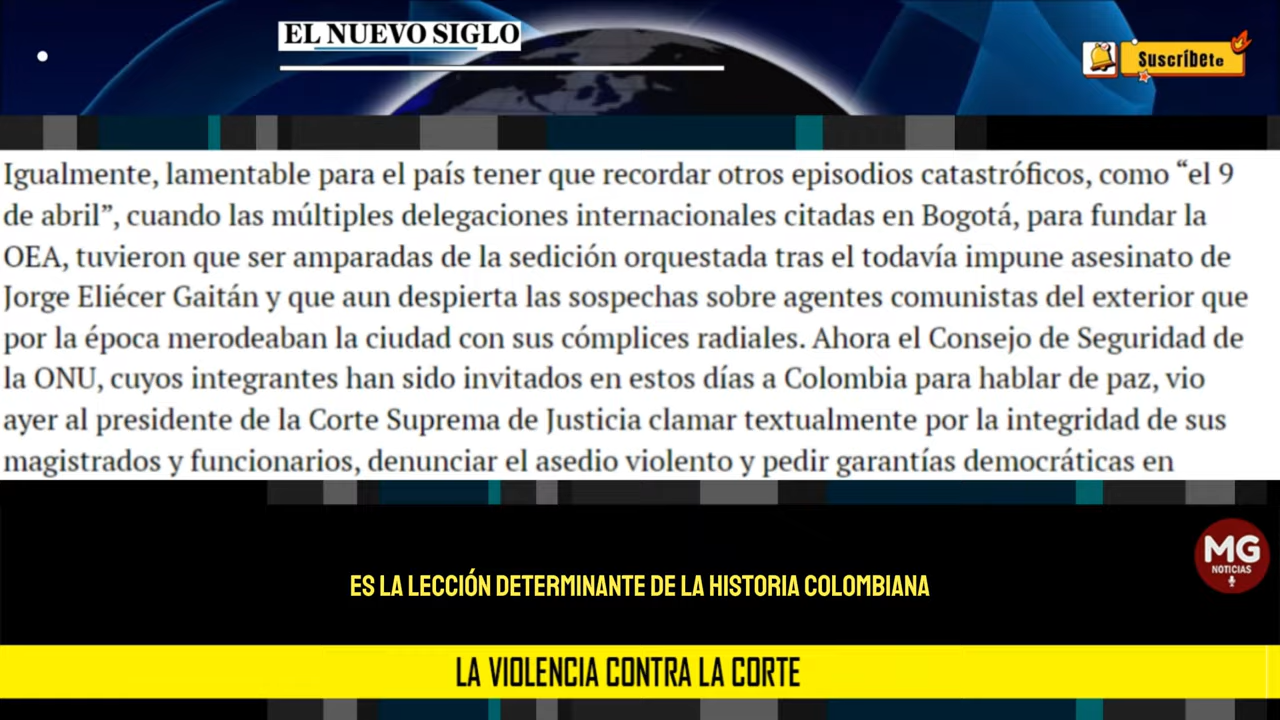 EL NUEVO SIGLO
Suscríbete
Igualmente, lamentable para el país tener que recordar otros episodios catastróficos, como “el 9
de abril”, cuando las múltiples delegaciones internacionales citadas en Bogotá, para fundar la
OEA, tuvieron que ser amparadas de la sedición orquestada tras el todavía impune asesinato de
Jorge Eliécer Gaitán y que aun despierta las sospechas sobre agentes comunistas del exterior que
por la época merodeaban la ciudad con sus cómplices radiales. Ahora el Consejo de Seguridad de
la ONU, cuyos integrantes han sido invitados en estos días a Colombia para hablar de paz, vio
ayer al presidente de la Corte Suprema de Justicia clamar textualmente por la integridad de sus
magistrados y funcionarios, denunciar el asedio violento y pedir garantías democráticas en
MG
NOTICIAS
ES LA LECCIÓN DETERMINANTE DE LA HISTORIA COLOMBIANA
LA VIOLENCIA CONTRA LA CORTE